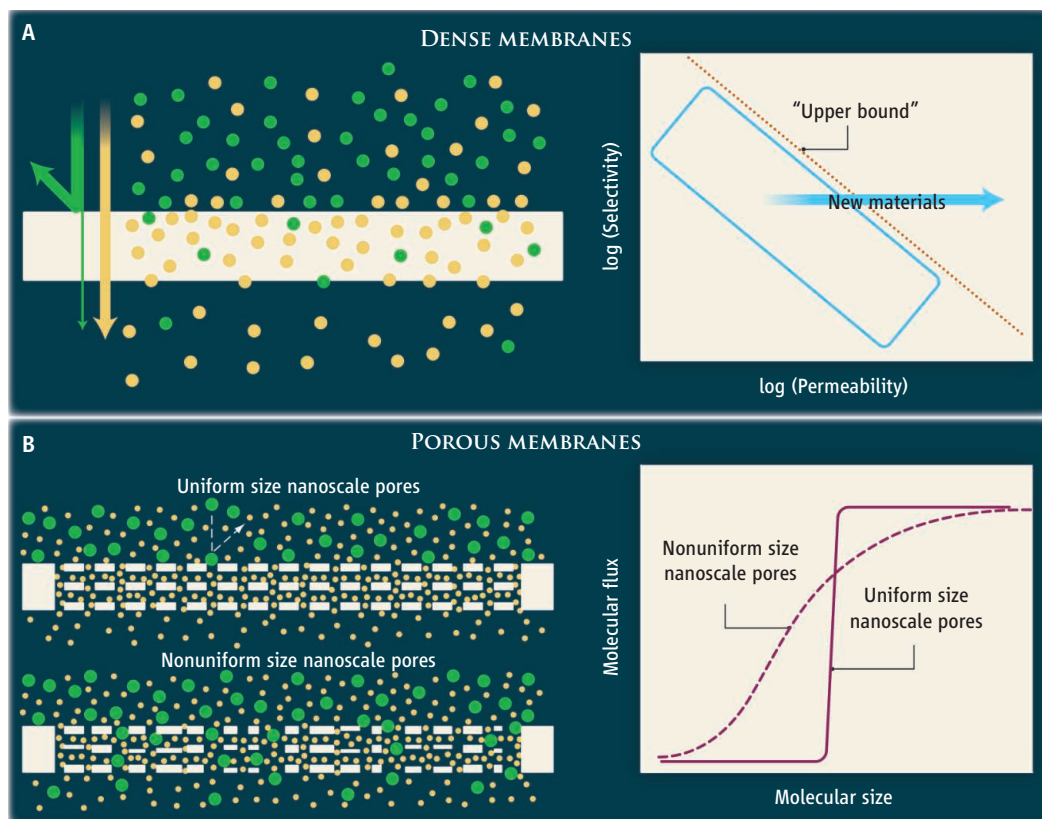 A
DENSE MEMBRANES
log (Selectivity)
“Upper bound”
New materials
log (Permeability)
B
POROUS MEMBRANES
Uniform size nanoscale pores
Nonuniform size nanoscale pores
Molecular flux
Nonuniform size
nanoscale pores
Uniform size
nanoscale pores
Molecular size